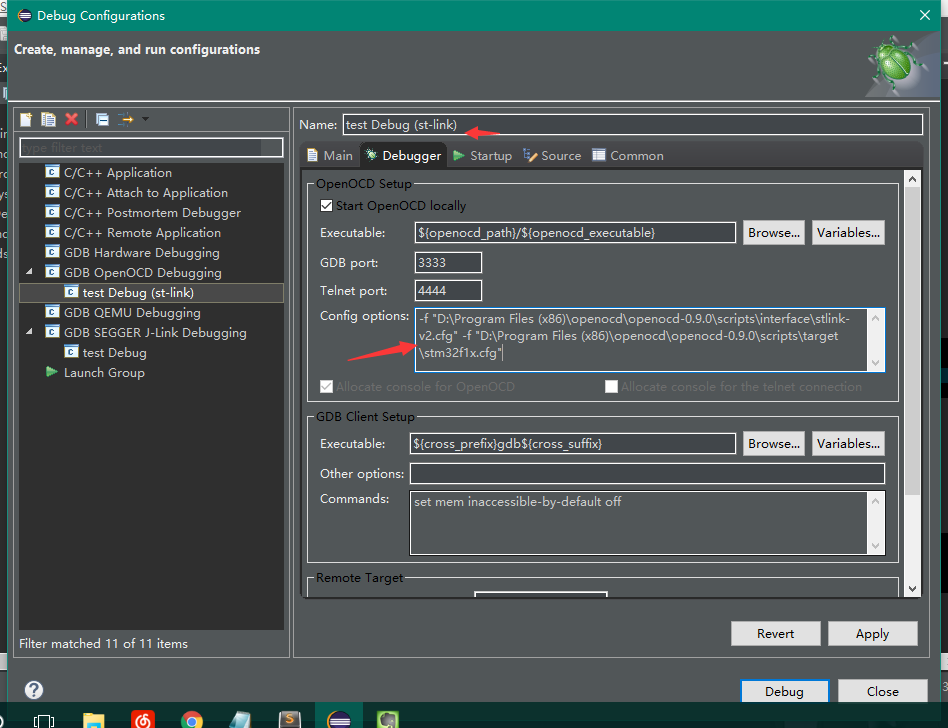 Debug Configurations
Create, manage, and run configurations
Name: test Debug (st-link)
type filter text
Main Debugger Startup Source Common
C/C++ Application
C/C++ Attach to Application
C/C++ Postmortem Debugger
C/C++ Remote Application
GDB Hardware Debugging
GDB OpenOCD Debugging
test Debug (st-link)
GDB QEMU Debugging
GDB SEGGER J-Link Debugging
test Debug
Launch Group
Filter matched 11 of 11 items
OpenOCD Setup
Start OpenOCD locally
Executable: ${openocd_path}/${openocd_executable} Browse... Variables...
GDB port: 3333
Telnet port: 4444
Config options: -f "D:\Program Files (x86)\openocd\openocd-0.9.0\scripts\interface\stlink-
v2.cfg" -f "D:\Program Files (x86)\openocd\openocd-0.9.0\scripts\target
\stm32f1x.cfg"
Allocate console for OpenOCD Allocate console for the telnet connection
GDB Client Setup
Executable: ${cross_prefix}gdb${cross_suffix} Browse... Variables...
Other options:
Commands: set mem inaccessible-by-default off
Remote Target
Revert Apply
Debug Close